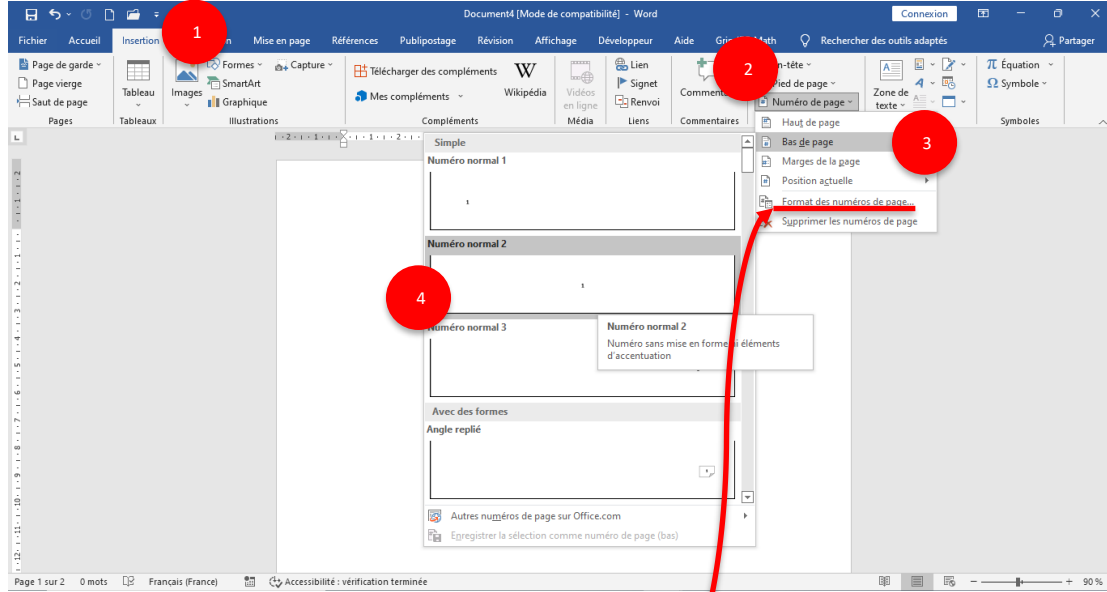 Document4 [Mode de compatibilité] - Word
Connexion
Fichier Accueil Insertion Mise en page Références Publipostage Révision Affichage Développeur Aide Math Rechercher des outils adaptés Partager
1
Page de garde
Page vierge
Saut de page
Pages
Tableau
Tableaux
Images
Formes
SmartArt
Graphique
Capture
Illustrations
Télécharger des compléments
Mes compléments
Wikipédia
Compléments
Vidéos
en ligne
Média
Lien
Signet
Renvoi
Liens
Commentaires
2
Pied de page
Numéro de page
Zone de
texte
Équation
Symbole
Symboles
Haut de page
Bas de page
3
Marges de la page
Position actuelle
Format des numéros de page...
Supprimer les numéros de page
Simple
Numéro normal 1
1
Numéro normal 2
1
4
Numéro normal 3
Numéro normal 2
Numéro sans mise en forme ni éléments
d'accentuation
Avec des formes
Angle replié
1
Autres numéros de page sur Office.com
Enregistrer la sélection comme numéro de page (bas)
Page 1 sur 2 0 mots Français (France) Accessibilité : vérification terminée 90 %